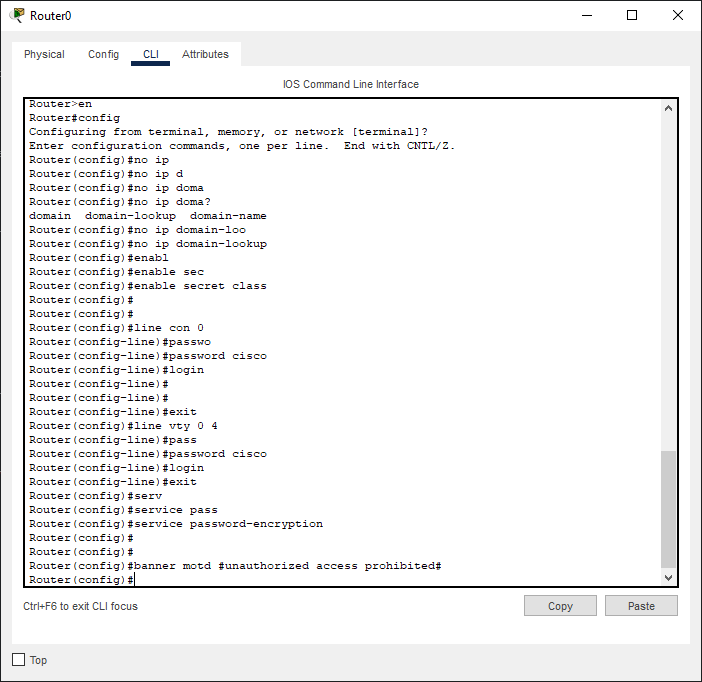 Router0
Physical Config CLI Attributes
IOS Command Line Interface
Router>en
Router#config
Configuring from terminal, memory, or network [terminal]?
Enter configuration commands, one per line.  End with CNTL/Z.
Router(config)#no ip
Router(config)#no ip d
Router(config)#no ip doma
Router(config)#no ip doma?
domain  domain-lookup  domain-name
Router(config)#no ip domain-loo
Router(config)#no ip domain-lookup
Router(config)#enabl
Router(config)#enable sec
Router(config)#enable secret class
Router(config)#
Router(config)#
Router(config)#line con 0
Router(config-line)#passwo
Router(config-line)#password cisco
Router(config-line)#login
Router(config-line)#
Router(config-line)#
Router(config-line)#exit
Router(config)#line vty 0 4
Router(config-line)#pass
Router(config-line)#password cisco
Router(config-line)#login
Router(config-line)#exit
Router(config)#serv
Router(config)#service pass
Router(config)#service password-encryption
Router(config)#
Router(config)#
Router(config)#banner motd #unauthorized access prohibited#
Router(config)#
Ctrl+F6 to exit CLI focus
Copy Paste
Top